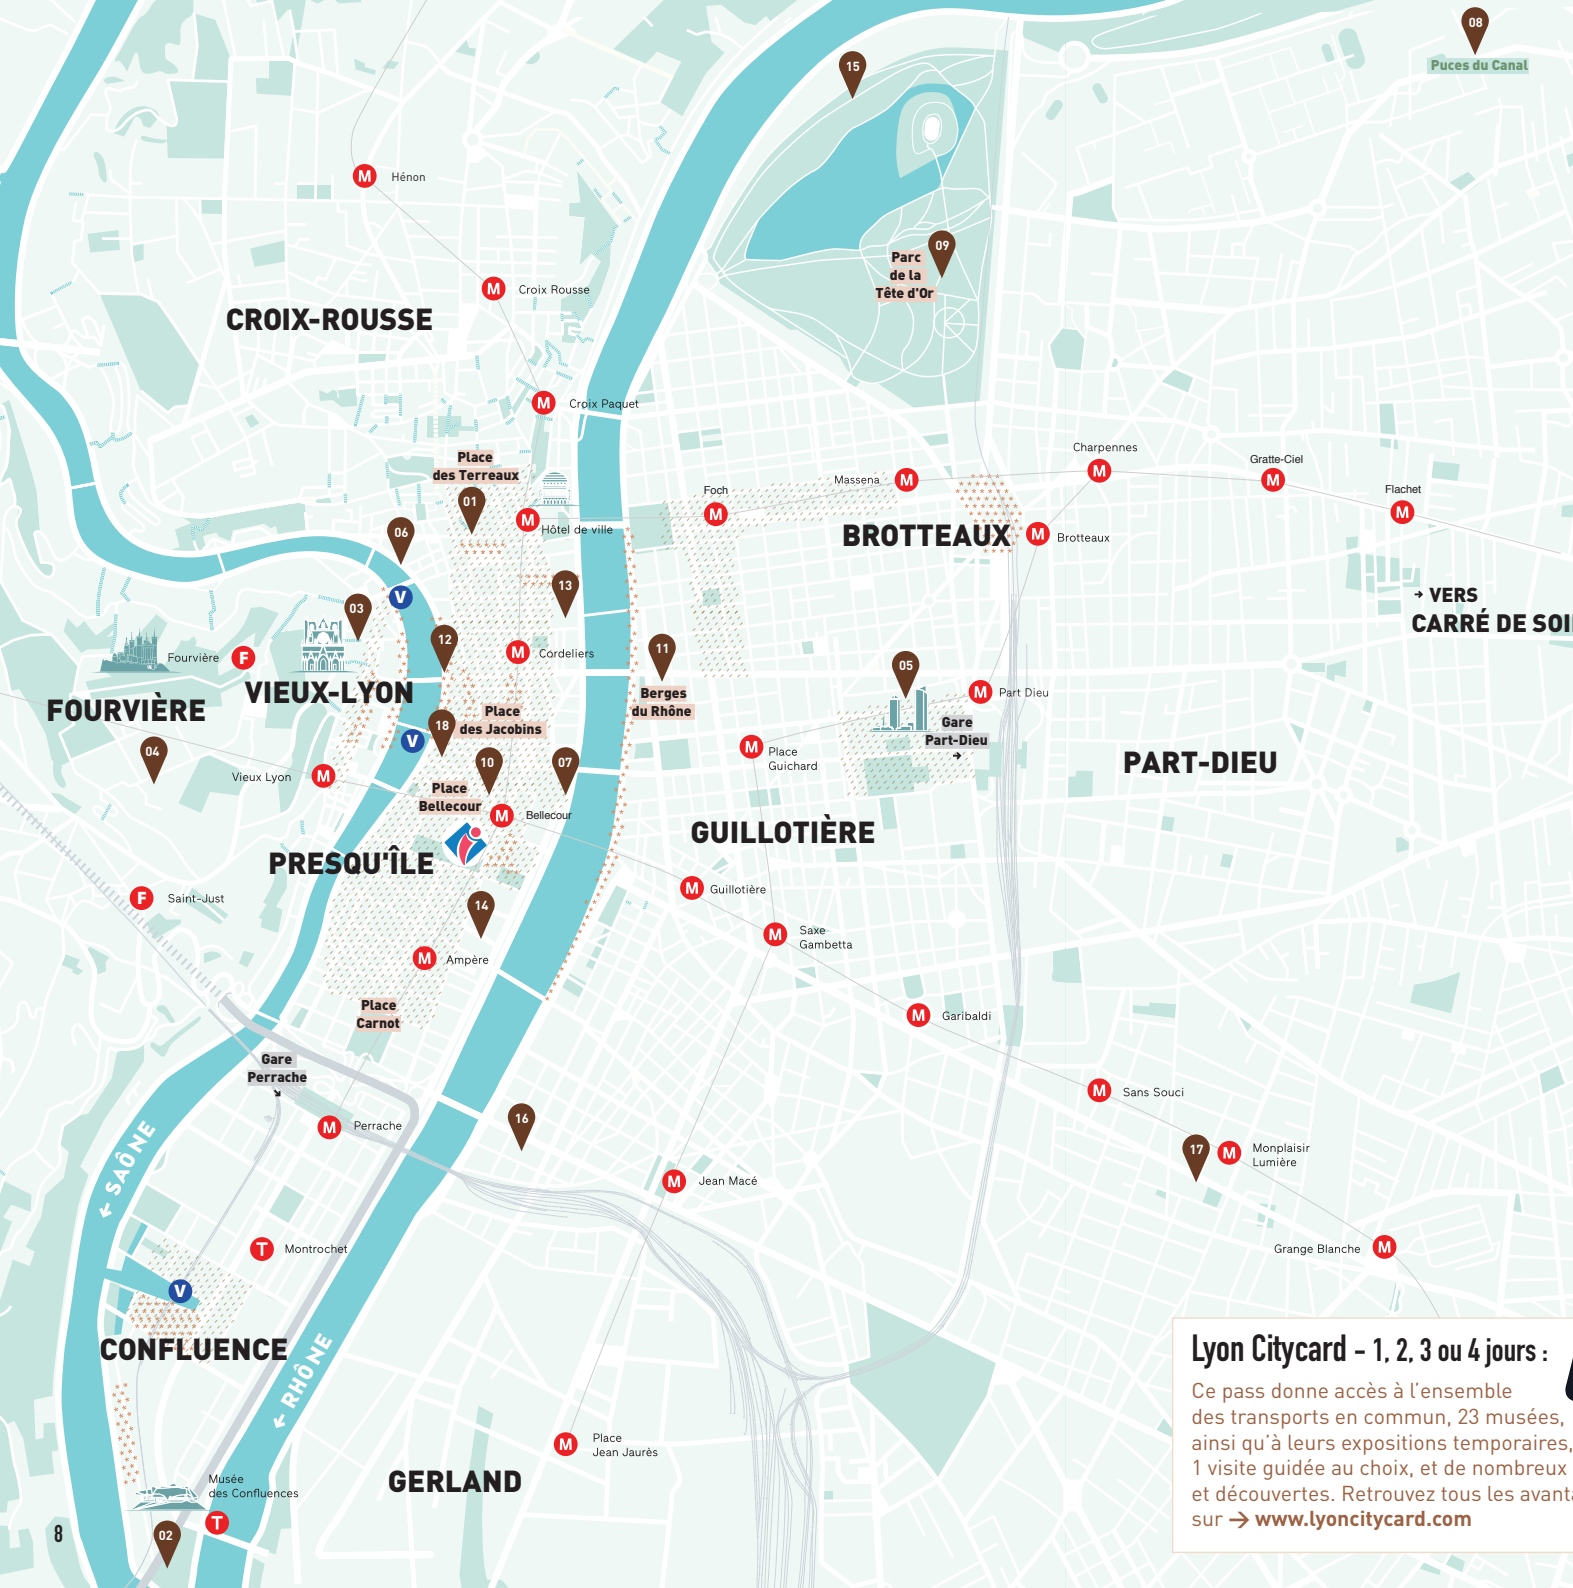 08
Puces du Canal
15
M Hénon
09
Parc
de la
Tête d'Or
M Croix Rousse
CROIX-ROUSSE
M Croix Paquet
Place
des Terreaux
01
Charpennes
M
Gratte-Ciel
M
Massena M
Flachet
M
Foch
M
M
Hôtel de ville
BROTTEAUX
M Brotteaux
06
V
13
03
→ VERS
CARRÉ DE SOI
12
11
Fourvière F
M Cordeliers
05
VIEUX-LYON
FOURVIÈRE
Berges
du Rhône
M Part Dieu
Place
des Jacobins
18
V
Gare
Part-Dieu
→
04
M Place
Guichard
PART-DIEU
Vieux Lyon M
10
07
Place
Bellecour
M Bellecour
GUILLOTIÈRE
PRESQU'ÎLE
M Guillotière
F Saint-Just
14
M Saxe
Gambetta
M Ampère
Place
Carnot
M Garibaldi
Gare
Perrache
M Sans Souci
M Perrache
16
17
M Monplaisir
Lumière
← SAÔNE
M Jean Macé
T Montrochet
Grange Blanche M
V
CONFLUENCE
← RHÔNE
M Place
Jean Jaurès
GERLAND
Musée
des Confluences
T
02
8
Lyon Citycard - 1, 2, 3 ou 4 jours :
Ce pass donne accès à l'ensemble
des transports en commun, 23 musées,
ainsi qu'à leurs expositions temporaires,
1 visite guidée au choix, et de nombreux
et découvertes. Retrouvez tous les avanta
sur → www.lyoncitycard.com